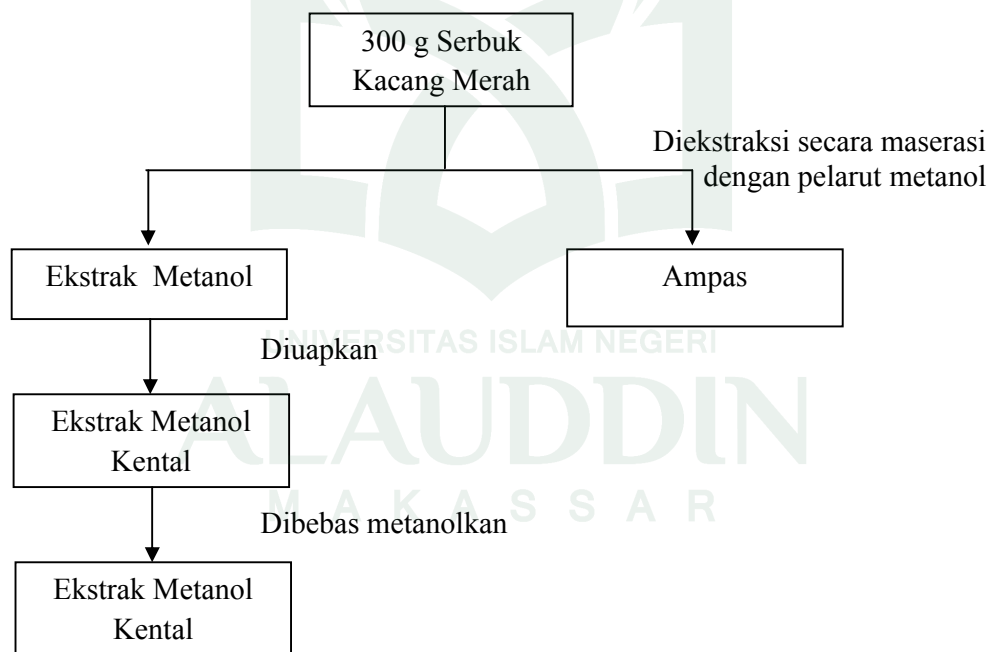 300 g Serbuk
Kacang Merah
Diekstraksi secara maserasi
dengan pelarut metanol
Ekstrak Metanol
Ampas
UNIVERSITAS ISLAM NEGERI
Diuapkan
ALAUDDIN
Ekstrak Metanol
Kental
MAKASSAR
Dibebas metanolkan
Ekstrak Metanol
Kental